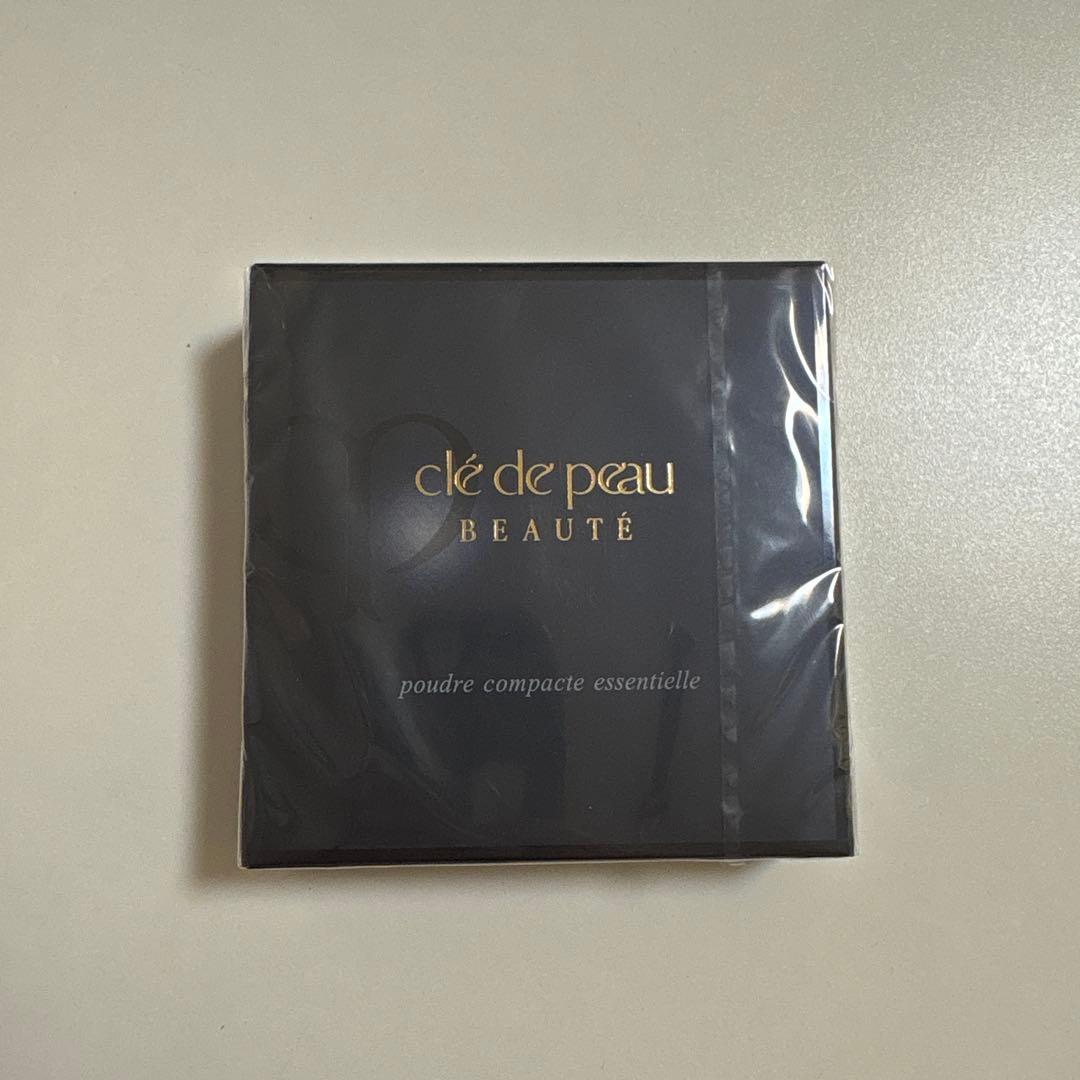 clé de peau
BEAUTÉ
poudre compacte essentielle